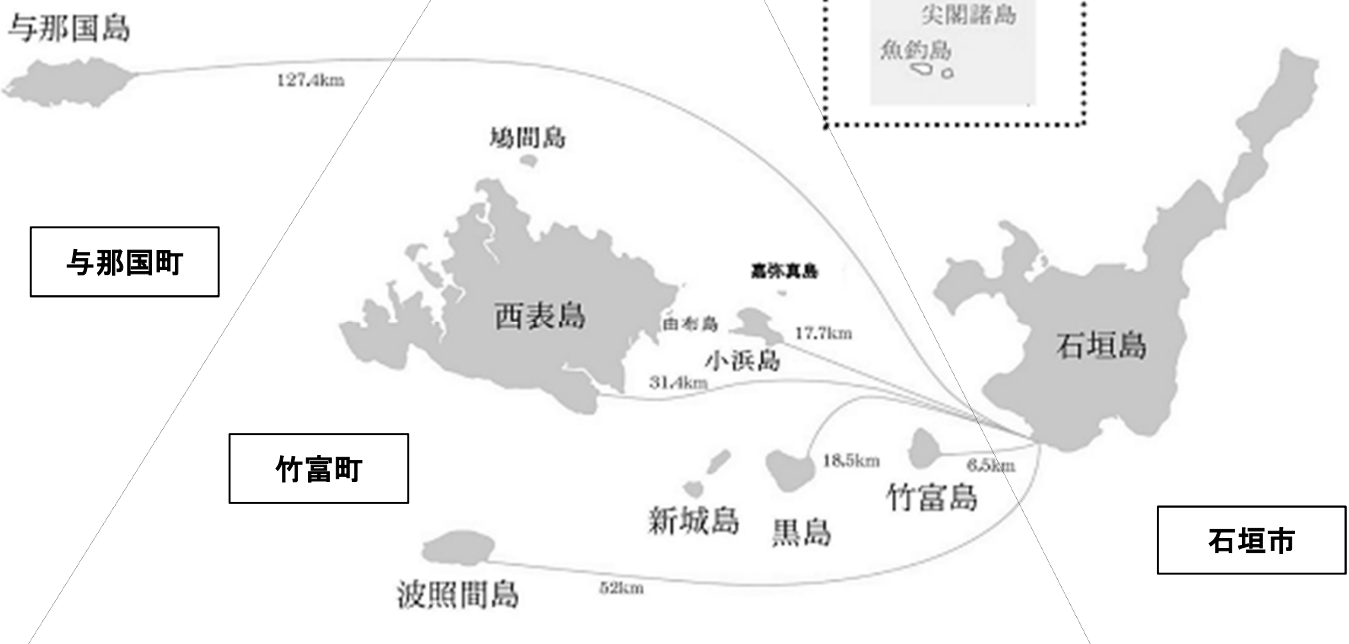 与那国島
尖閣諸島
魚釣島
127.4km
鳩間島
与那国町
嘉弥真島
西表島
由布島
17.7km
石垣島
小浜島
31.4km
竹富町
18.5km
6.5km
竹富島
新城島
黒島
石垣市
波照間島
52km